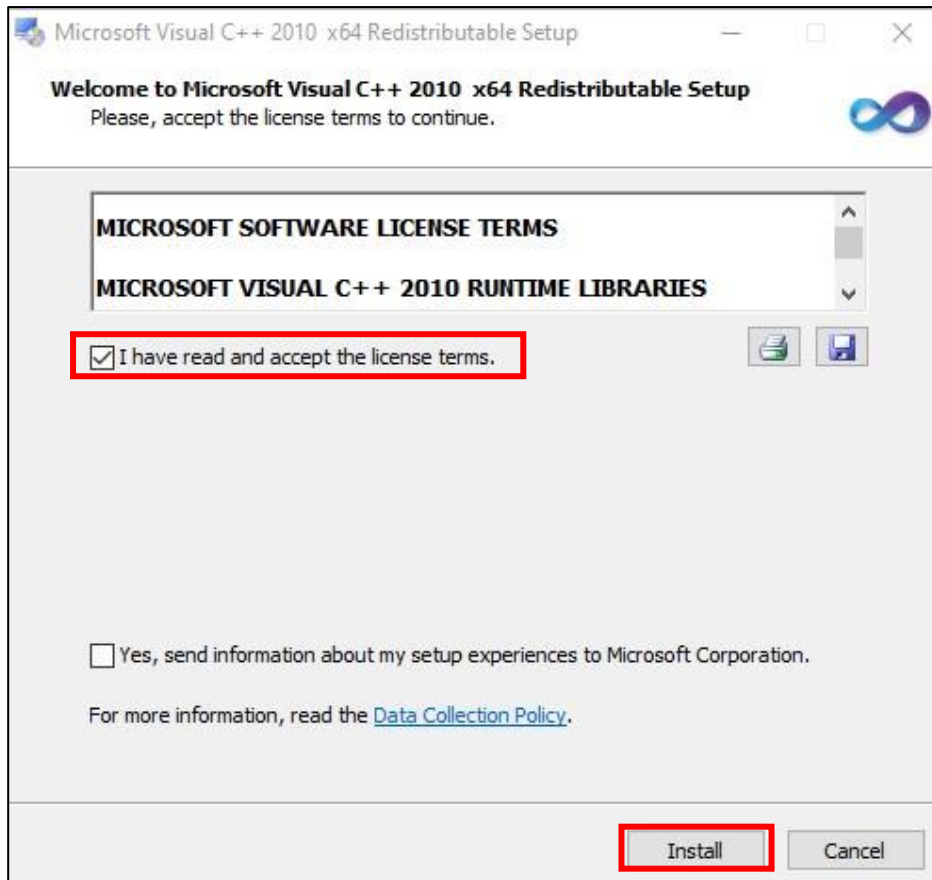 Microsoft Visual C++ 2010 x64 Redistributable Setup
Welcome to Microsoft Visual C++ 2010 x64 Redistributable Setup
Please, accept the license terms to continue.
MICROSOFT SOFTWARE LICENSE TERMS
MICROSOFT VISUAL C++ 2010 RUNTIME LIBRARIES
I have read and accept the license terms.
Yes, send information about my setup experiences to Microsoft Corporation.
For more information, read the Data Collection Policy.
Install
Cancel